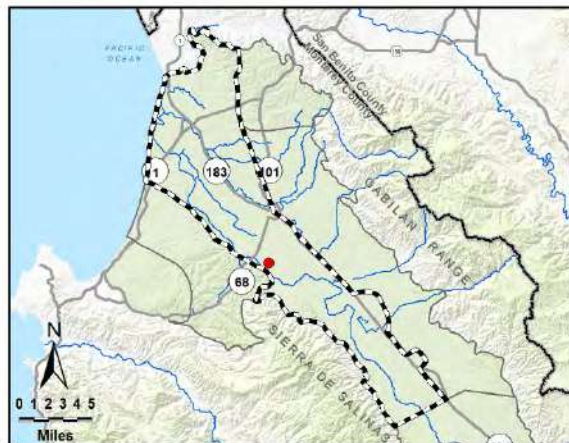 PACIFIC
OCEAN
1
San Benito County
Monterey County
1
183
101
GABILAN RANGE
68
SIERRA DE SALINAS
N
0 1 2 3 4 5
Miles